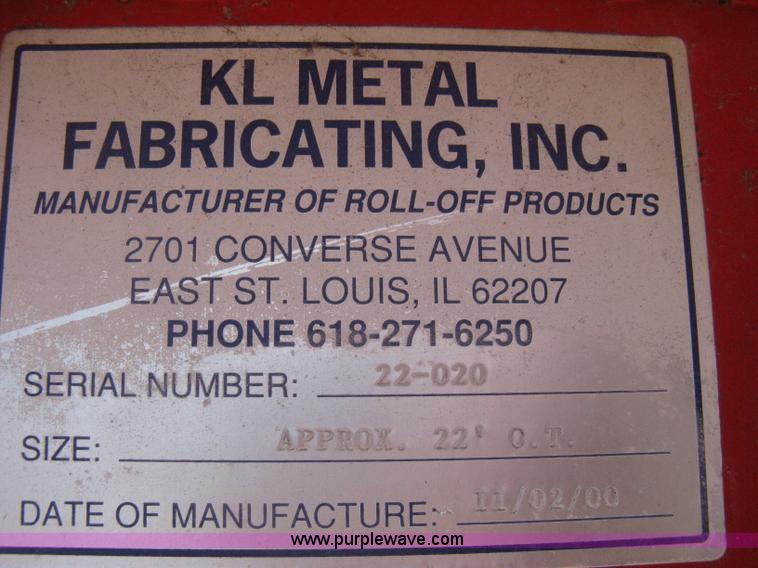 KL METAL
FABRICATING, INC.
MANUFACTURER OF ROLL-OFF PRODUCTS
2701 CONVERSE AVENUE
EAST ST. LOUIS, IL 62207
PHONE 618-271-6250
SERIAL NUMBER: 22-020
SIZE: APPROX. 22' O.T.
DATE OF MANUFACTURE: 11/02/00
www.purplewave.com